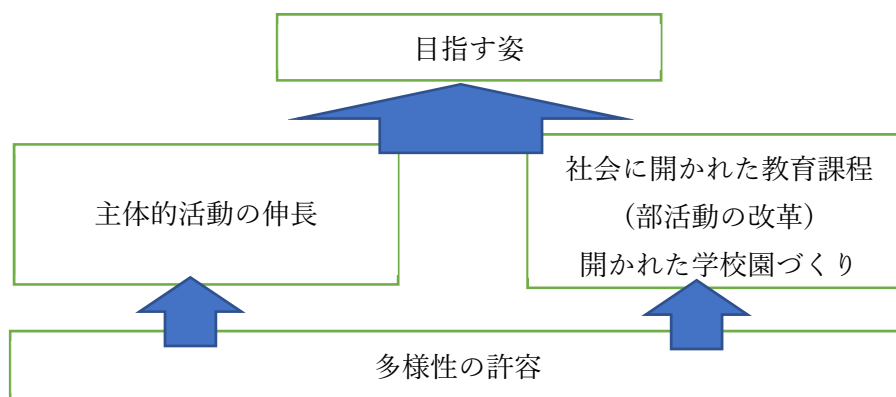 目指す姿
主体的活動の伸長
社会に開かれた教育課程
（部活動の改革）
開かれた学校園づくり
多様性の許容